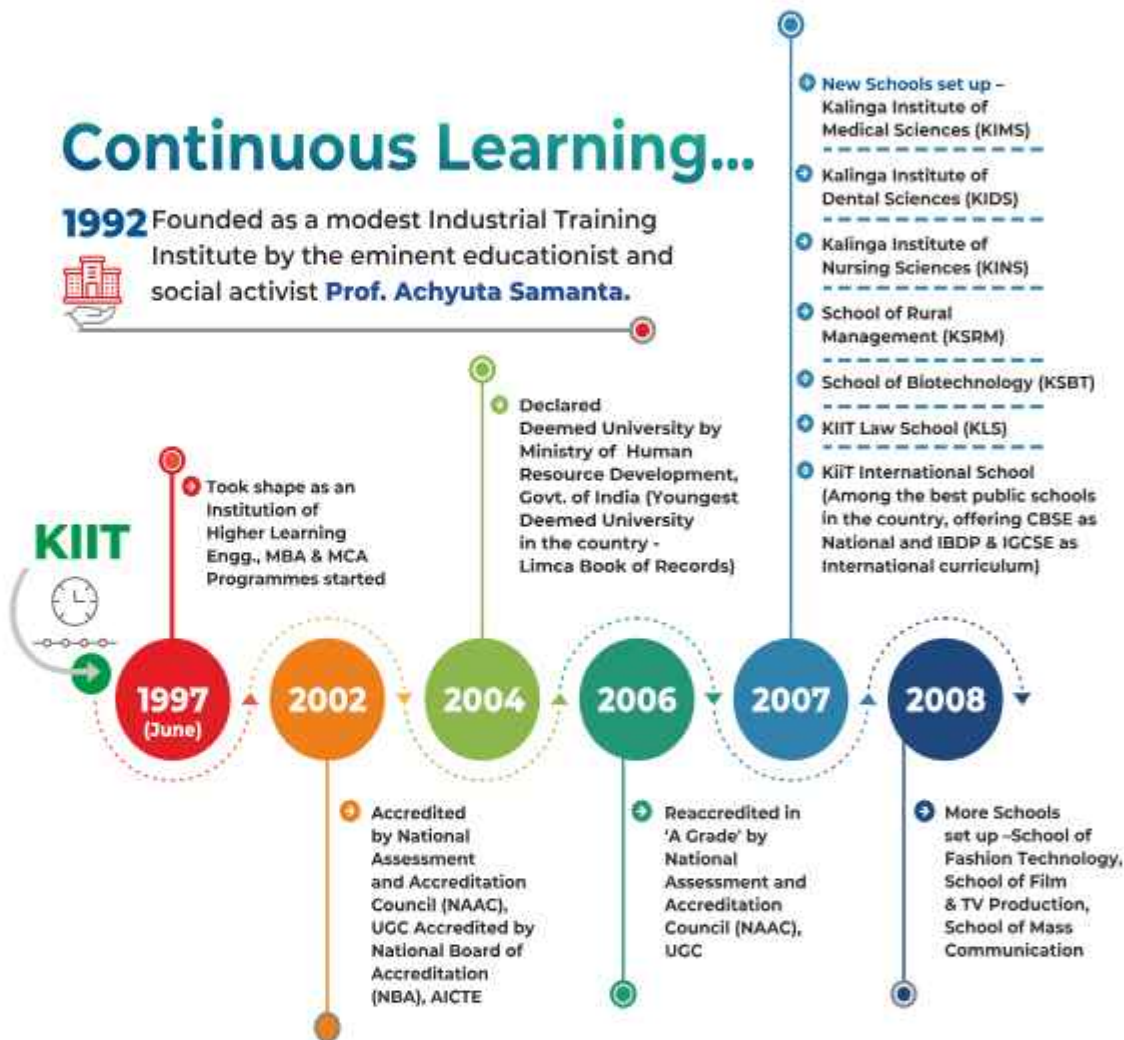 Continuous Learning...
1992 Founded as a modest Industrial Training
Institute by the eminent educationist and
social activist Prof. Achyuta Samanta.
KIIT
1997
(June)
Took shape as an
Institution of
Higher Learning
Engg., MBA & MCA
Programmes started
2002
Accredited
by National
Assessment
and Accreditation
Council (NAAC),
UGC Accredited by
National Board of
Accreditation
(NBA), AICTE
2004
Declared
Deemed University by
Ministry of Human
Resource Development,
Govt. of India (Youngest
Deemed University
in the country -
Limca Book of Records)
2006
Reaccredited in
'A Grade' by
National
Assessment and
Accreditation
Council (NAAC),
UGC
2007
New Schools set up –
Kalinga Institute of
Medical Sciences (KIMS)
Kalinga Institute of
Dental Sciences (KIDS)
Kalinga Institute of
Nursing Sciences (KINS)
School of Rural
Management (KSRM)
School of Biotechnology (KSBT)
KIIT Law School (KLS)
KiiT International School
(Among the best public schools
in the country, offering CBSE as
National and IBDP & IGCSE as
International curriculum)
2008
More Schools
set up –School of
Fashion Technology,
School of Film
& TV Production,
School of Mass
Communication